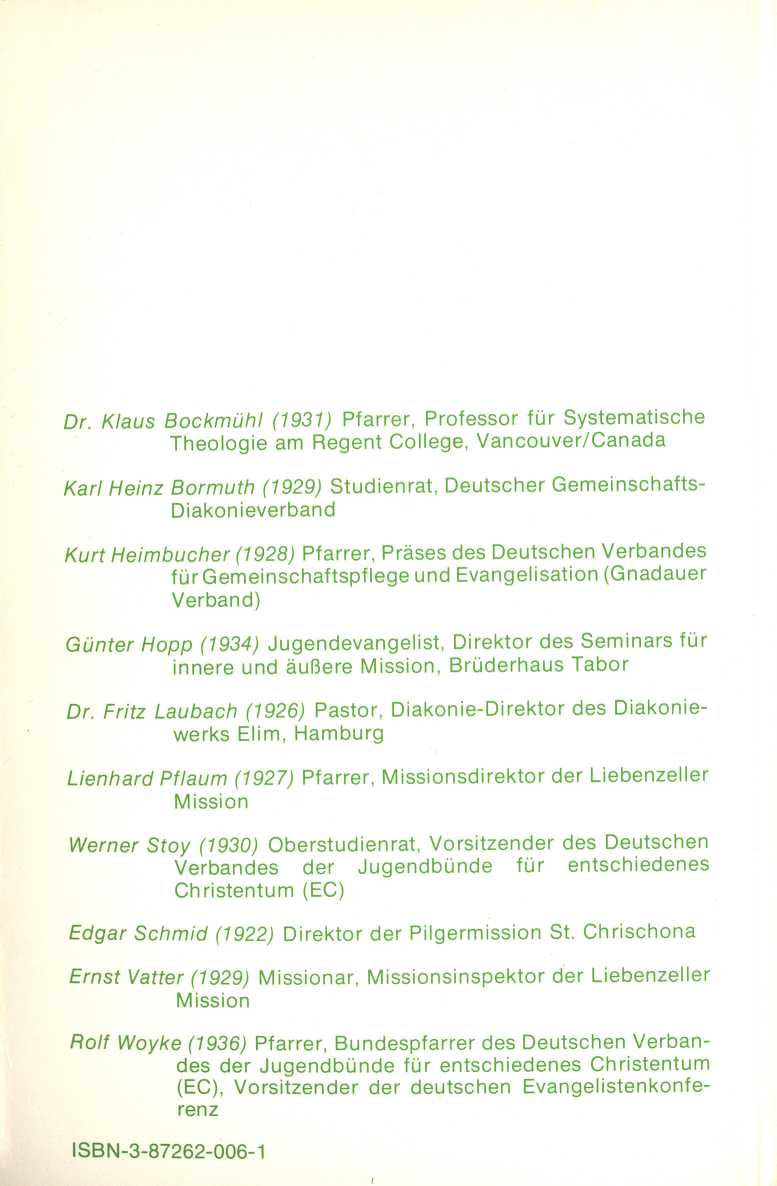 Dr. Klaus Bockmühl (1931) Pfarrer, Professor für Systematische
Theologie am Regent College, Vancouver/Canada
Karl Heinz Bormuth (1929) Studienrat, Deutscher Gemeinschafts-
Diakonieverband
Kurt Heimbucher (1928) Pfarrer, Präses des Deutschen Verbandes
für Gemeinschaftspflege und Evangelisation (Gnadauer
Verband)
Günter Hopp (1934) Jugendevangelist, Direktor des Seminars für
innere und äußere Mission, Brüderhaus Tabor
Dr. Fritz Laubach (1926) Pastor, Diakonie-Direktor des Diakonie-
werks Elim, Hamburg
Lienhard Pflaum (1927) Pfarrer, Missionsdirektor der Liebenzeller
Mission
Werner Stoy (1930) Oberstudienrat, Vorsitzender des Deutschen
Verbandes der Jugendbünde für entschiedenes
Christentum (EC)
Edgar Schmid (1922) Direktor der Pilgermission St. Chrischona
Ernst Vatter (1929) Missionar, Missionsinspektor der Liebenzeller
Mission
Rolf Woyke (1936) Pfarrer, Bundespfarrer des Deutschen Verban-
des der Jugendbünde für entschiedenes Christentum
(EC), Vorsitzender der deutschen Evangelistenkonfe-
renz
ISBN-3-87262-006-1